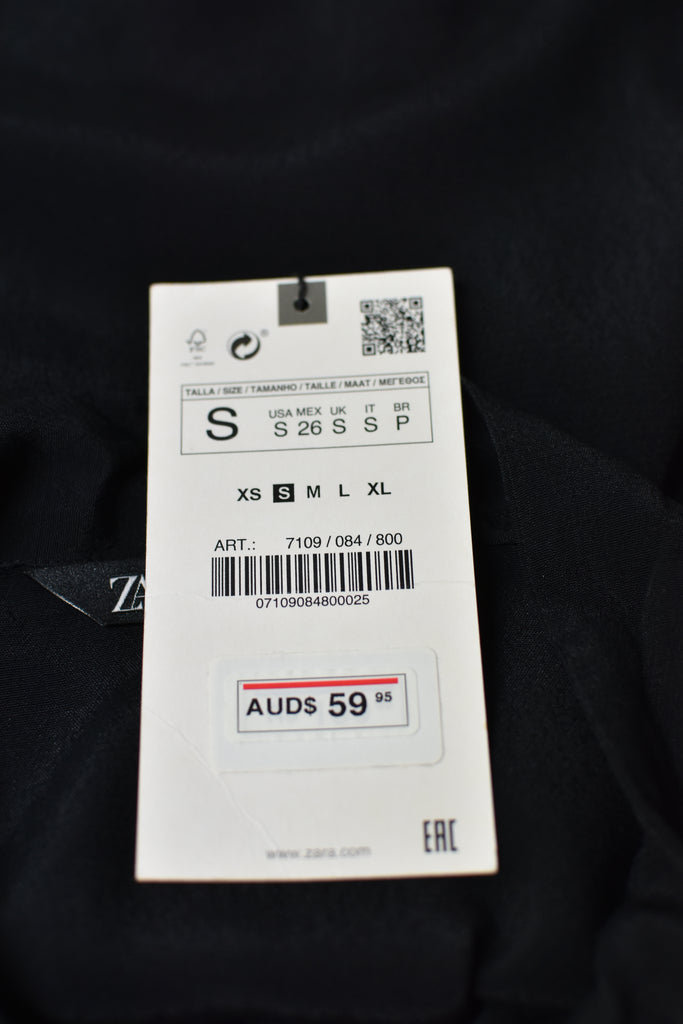 TALLA / SIZE / TAMANHO / TAILLE / MAAT / ΜΕΓΕΘΟΣ
S
USA MEX UK IT BR
S 26 S S P
XS S M L XL
ART.: 7109 / 084 / 800
07109084800025
ZA
AUD$ 59 95
EAC
www.zara.com